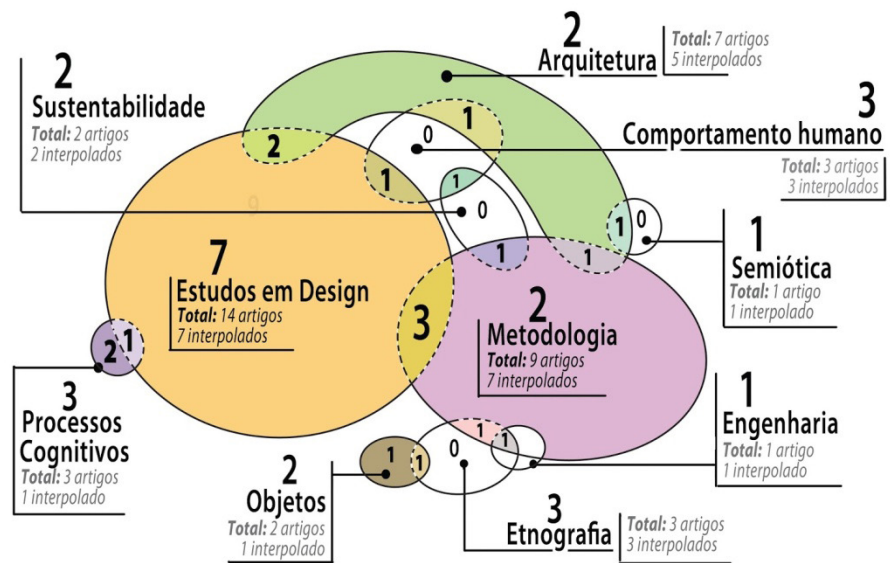 2
Arquitetura
Total: 7 artigos
5 interpolados
2
Sustentabilidade
Total: 2 artigos
2 interpolados
3
Comportamento humano
Total: 3 artigos
3 interpolados
2
1
0
1
1
0
1
1
1
0
1
Semiótica
Total: 1 artigo
1 interpolado
9
7
Estudos em Design
Total: 14 artigos
7 interpolados
3
2
Metodologia
Total: 9 artigos
7 interpolados
2
1
3
Processos
Cognitivos
Total: 3 artigos
1 interpolado
1
Engenharia
Total: 1 artigo
1 interpolado
1
1
0
1
1
2
Objetos
Total: 2 artigos
1 interpolado
3
Etnografia
Total: 3 artigos
3 interpolados